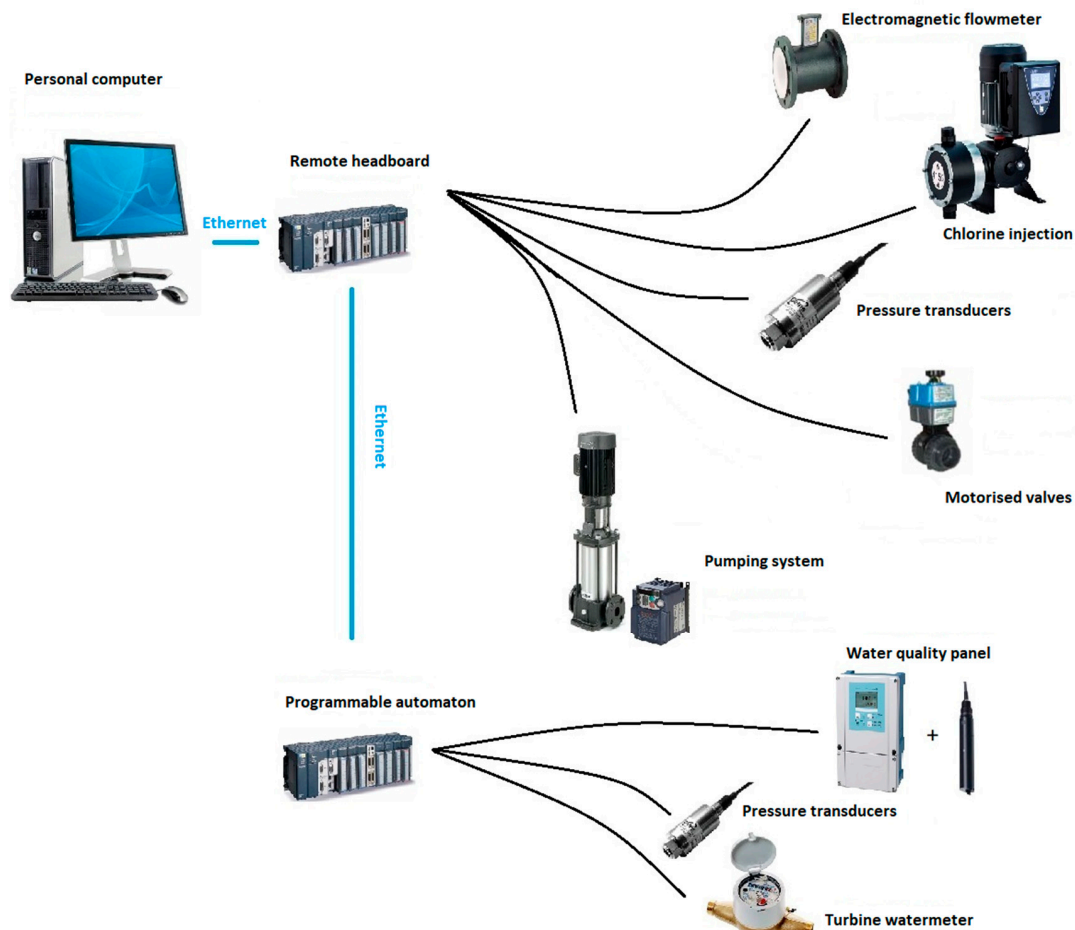 Electromagnetic flowmeter
Personal computer
Remote headboard
Ethernet
Chlorine injection
Pressure transducers
Ethernet
Motorised valves
Pumping system
Water quality panel
Programmable automaton
+
Pressure transducers
Turbine watermeter